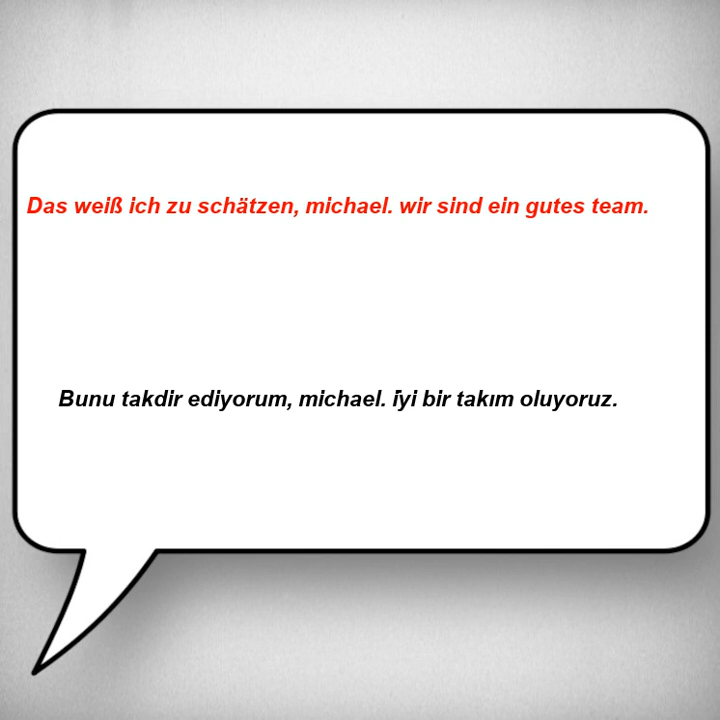 Das weiß ich zu schätzen, michael. wir sind ein gutes team.
Bunu takdir ediyorum, michael. i̇yi bir takım oluyoruz.